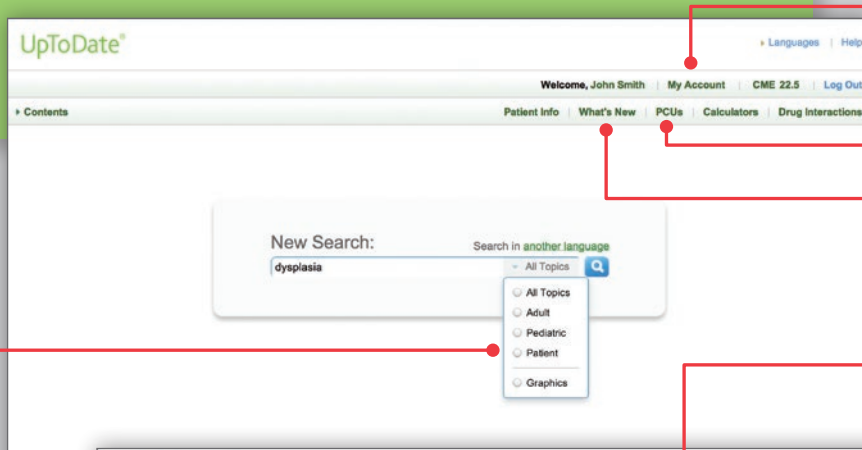 UpToDate®
Languages | Help
Welcome, John Smith | My Account | CME 22.5 | Log Out
Contents
Patient Info | What's New | PCUs | Calculators | Drug Interactions
New Search:
Search in another language
dysplasia
All Topics
All Topics
Adult
Pediatric
Patient
Graphics